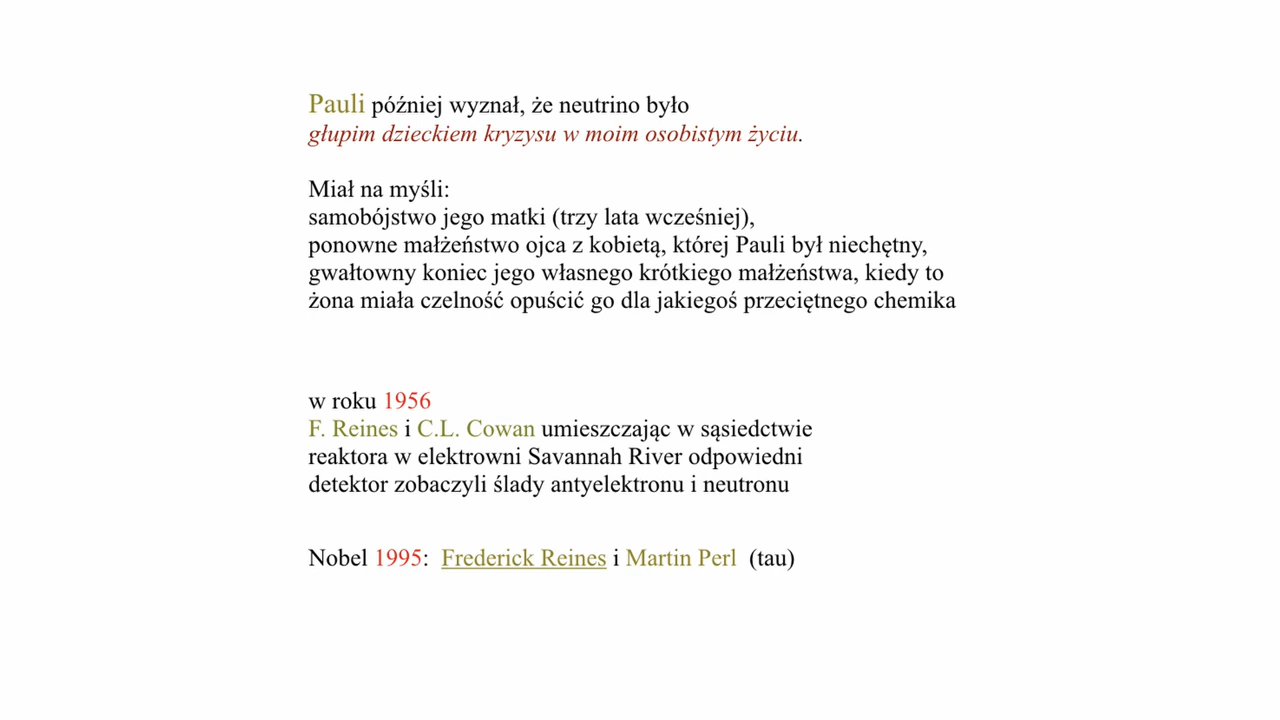 Pauli później wyznał, że neutrino było
głupim dzieckiem kryzysu w moim osobistym życiu.
Miał na myśli:
samobójstwo jego matki (trzy lata wcześniej),
ponowne małżeństwo ojca z kobietą, której Pauli był niechętny,
gwałtowny koniec jego własnego krótkiego małżeństwa, kiedy to
żona miała czelność opuścić go dla jakiegoś przeciętnego chemika
w roku 1956
F. Reines i C.L. Cowan umieszczając w sąsiedctwie
reaktora w elektrowni Savannah River odpowiedni
detektor zobaczyli ślady antyelektronu i neutronu
Nobel 1995: Frederick Reines i Martin Perl (tau)